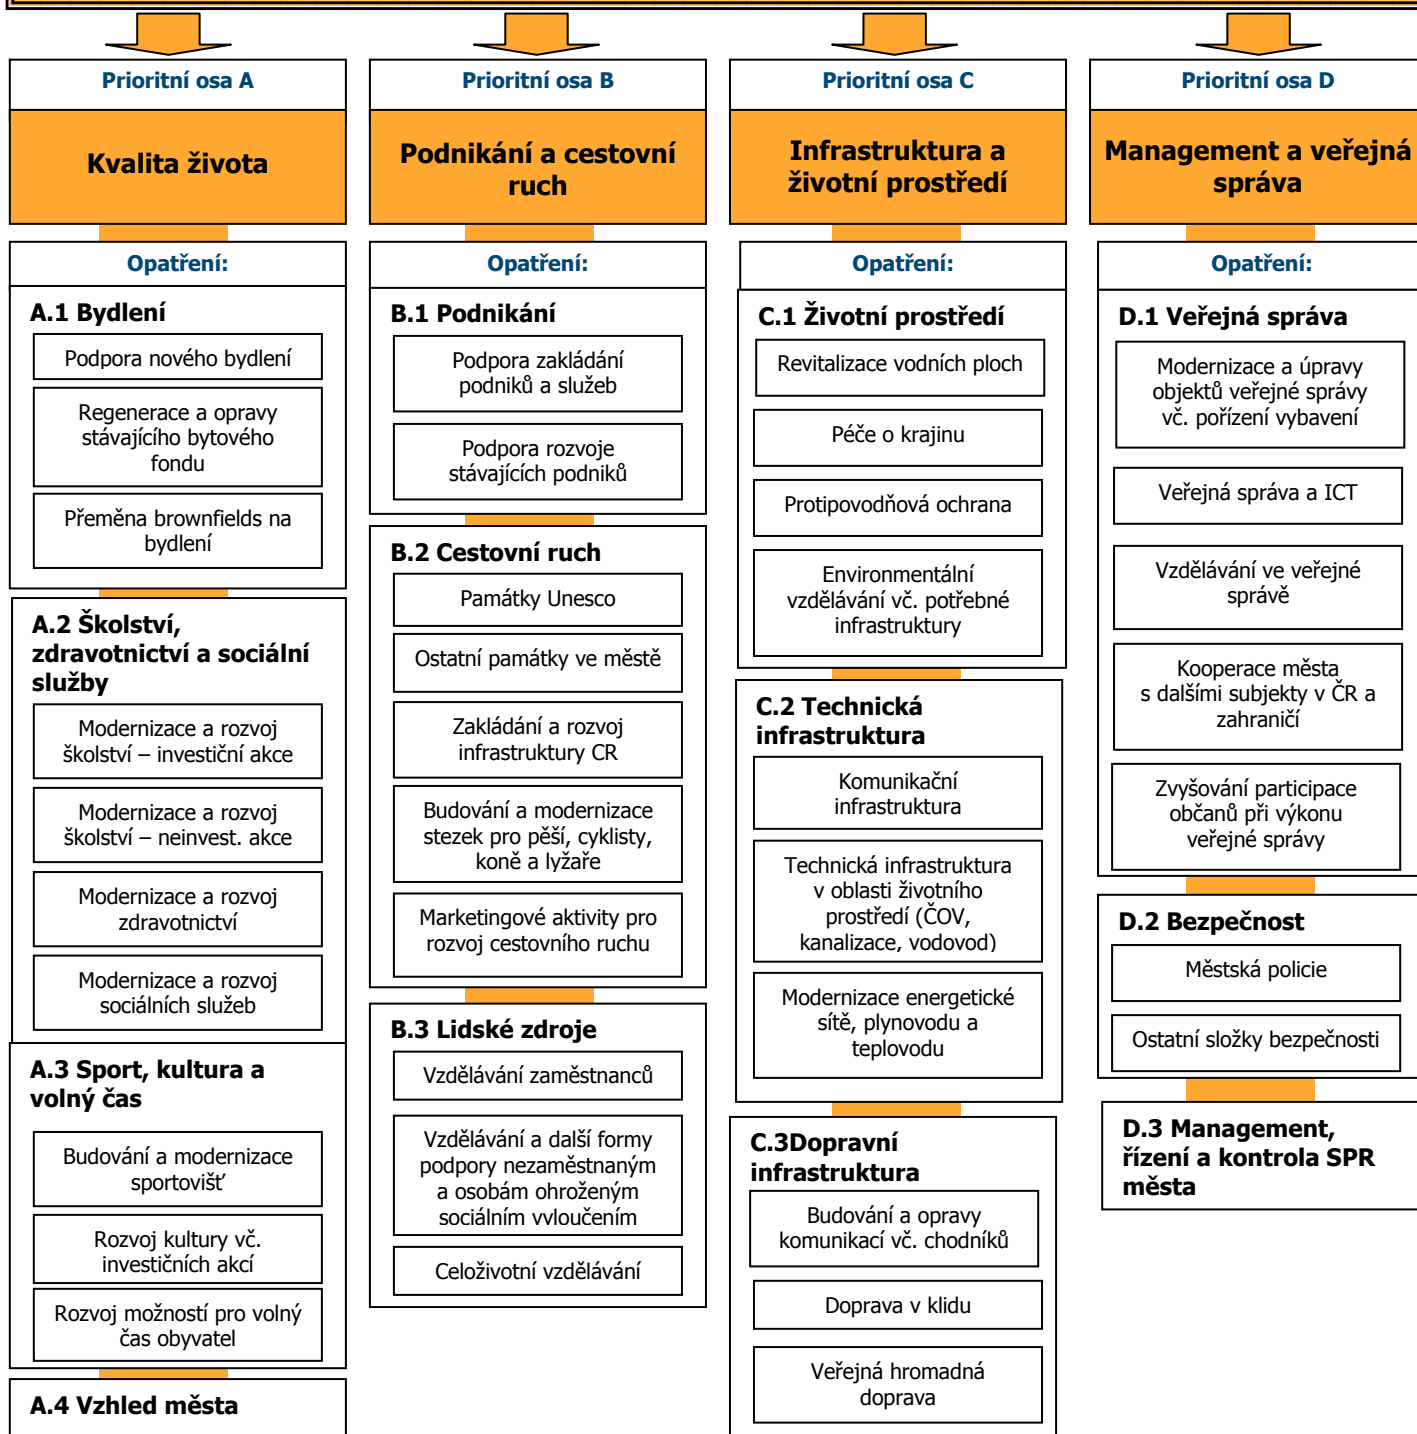 Prioritní osa A
Kvalita života
Opatření:
A.1 Bydlení
Podpora nového bydlení
Regenerace a opravy
stávajícího bytového
fondu
Přeměna brownfields na
bydlení
A.2 Školství,
zdravotnictví a sociální
služby
Modernizace a rozvoj
školství – investiční akce
Modernizace a rozvoj
školství – neinvest. akce
Modernizace a rozvoj
zdravotnictví
Modernizace a rozvoj
sociálních služeb
A.3 Sport, kultura a
volný čas
Budování a modernizace
sportovišť
Rozvoj kultury vč.
investičních akcí
Rozvoj možností pro volný
čas obyvatel
A.4 Vzhled města
Prioritní osa B
Podnikání a cestovní
ruch
Opatření:
B.1 Podnikání
Podpora zakládání
podniků a služeb
Podpora rozvoje
stávajících podniků
B.2 Cestovní ruch
Památky Unesco
Ostatní památky ve městě
Zakládání a rozvoj
infrastruktury CR
Budování a modernizace
stezek pro pěší, cyklisty,
koně a lyžaře
Marketingové aktivity pro
rozvoj cestovního ruchu
B.3 Lidské zdroje
Vzdělávání zaměstnanců
Vzdělávání a další formy
podpory nezaměstnaným
a osobám ohroženým
sociálním vyloučením
Celoživotní vzdělávání
Prioritní osa C
Infrastruktura a
životní prostředí
Opatření:
C.1 Životní prostředí
Revitalizace vodních ploch
Péče o krajinu
Protipovodňová ochrana
Environmentální
vzdělávání vč. potřebné
infrastruktury
C.2 Technická
infrastruktura
Komunikační
infrastruktura
Technická infrastruktura
v oblasti životního
prostředí (ČOV,
kanalizace, vodovod)
Modernizace energetické
sítě, plynovodu a
teplovodu
C.3Dopravní
infrastruktura
Budování a opravy
komunikací vč. chodníků
Doprava v klidu
Veřejná hromadná
doprava
Prioritní osa D
Management a veřejná
správa
Opatření:
D.1 Veřejná správa
Modernizace a úpravy
objektů veřejné správy
vč. pořízení vybavení
Veřejná správa a ICT
Vzdělávání ve veřejné
správě
Kooperace města
s dalšími subjekty v ČR a
zahraničí
Zvyšování participace
občanů při výkonu
veřejné správy
D.2 Bezpečnost
Městská policie
Ostatní složky bezpečnosti
D.3 Management,
řízení a kontrola SPR
města